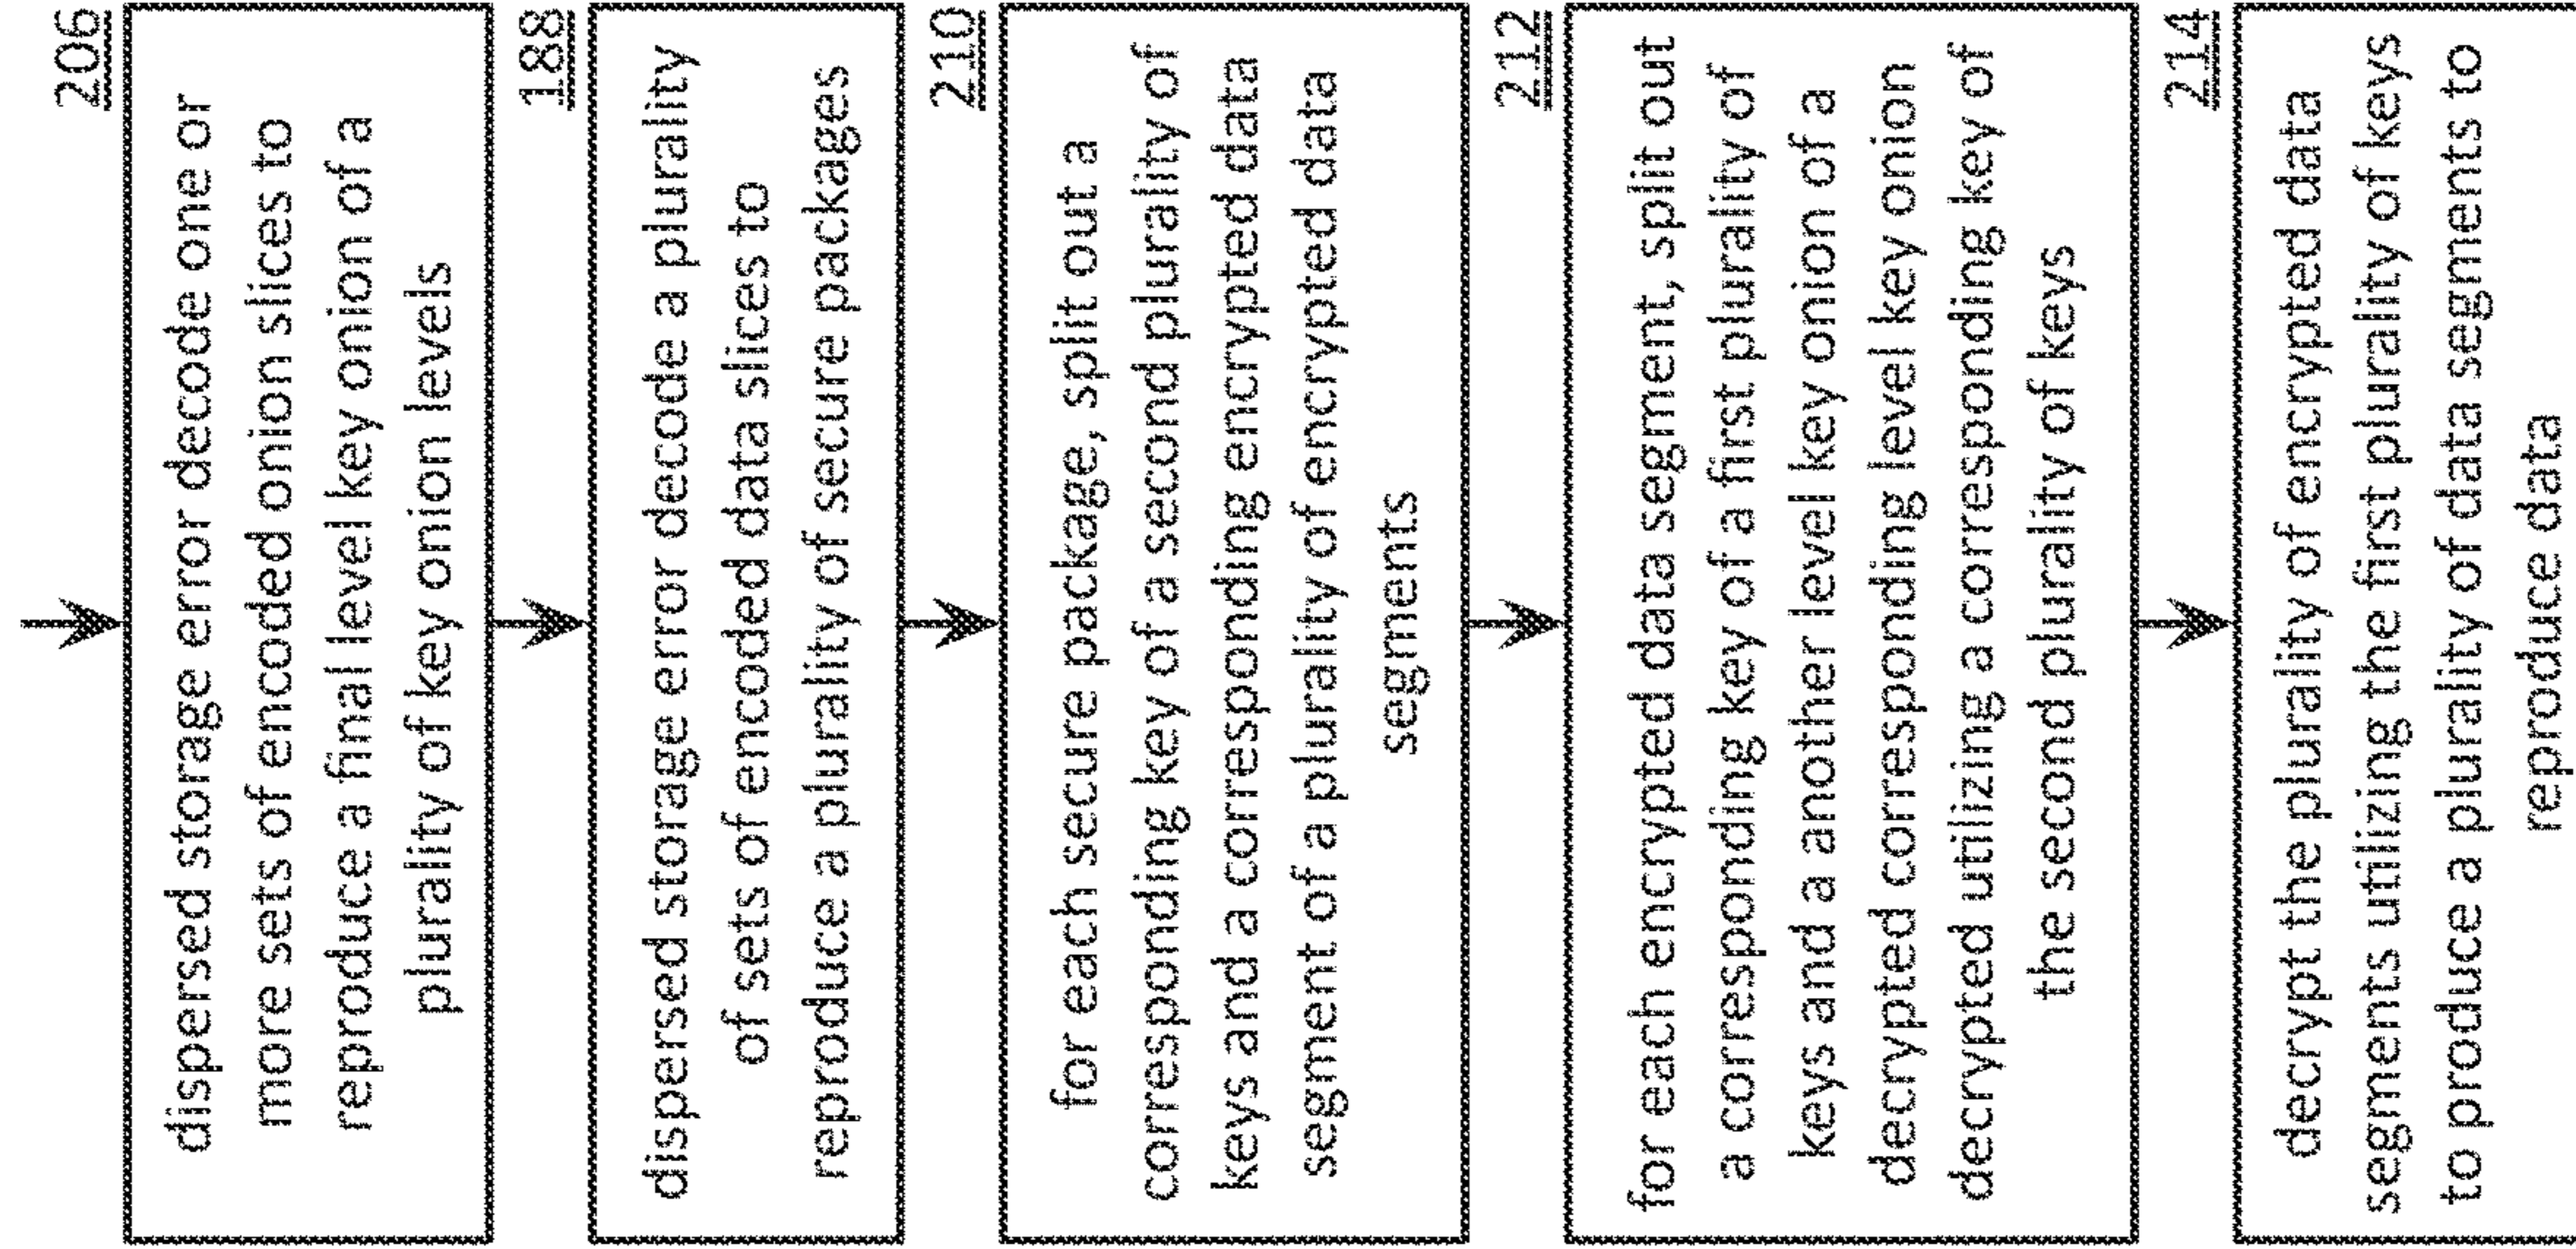 206
dispersed storage error decode one or
more sets of encoded onion slices to
reproduce a final level key onion of a
plurality of key onion levels
188
dispersed storage error decode a plurality
of sets of encoded data slices to
reproduce a plurality of secure packages
210
for each secure package, split out a
corresponding key of a second plurality of
keys and a corresponding encrypted data
segment of a plurality of encrypted data
segments
212
for each encrypted data segment, split out
a corresponding key of a first plurality of
keys and a another level key onion of a
decrypted corresponding level key onion
decrypted utilizing a corresponding key of
the second plurality of keys
214
decrypt the plurality of encrypted data
segments utilizing the first plurality of keys
to produce a plurality of data segments to
reproduce data